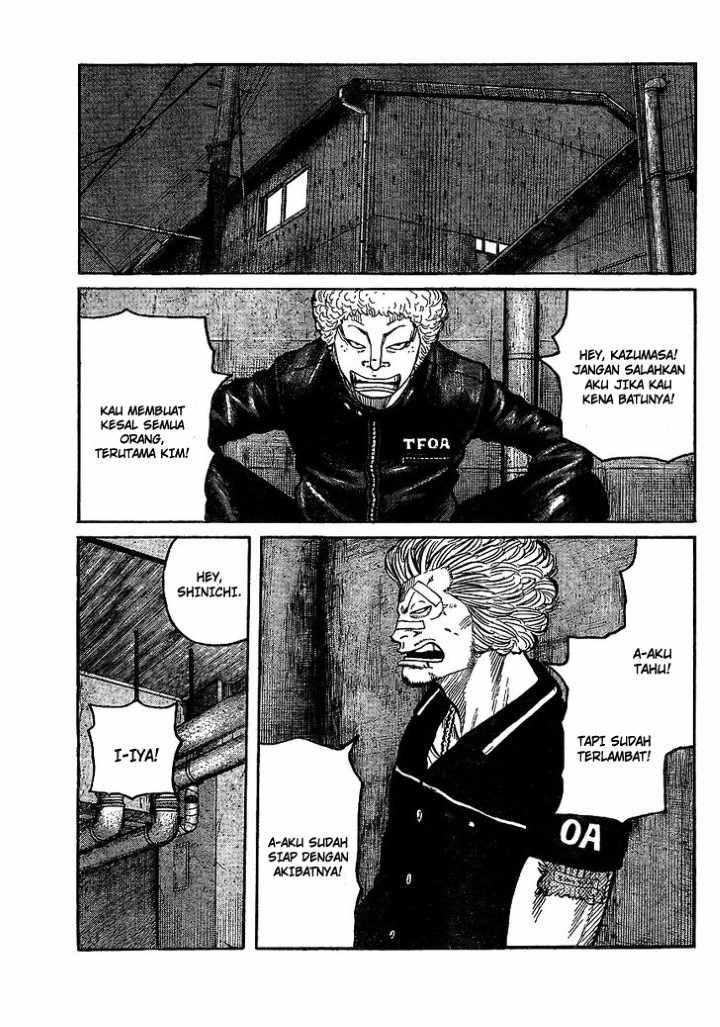 HEY, KAZUMASA!
JANGAN SALAHKAN
AKU JIKA KAU
KENA BATUNYA!
KAU MEMBUAT
KESAL SEMUA
ORANG,
TERUTAMA KIM!
TFOA
A-AKU
TAHU!
TAPI SUDAH
TERLAMBAT!
OA
A-AKU SUDAH
SIAP DENGAN
AKIBATNYA!
HEY,
SHINICHI.
I-IYA!